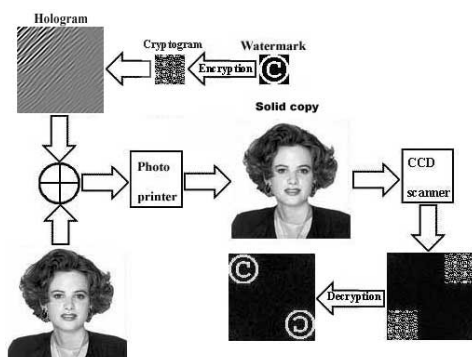 Hologram
Cryptogram
Watermark
Encryption
©
Solid copy
Photo
printer
CCD
scanner
Decryption